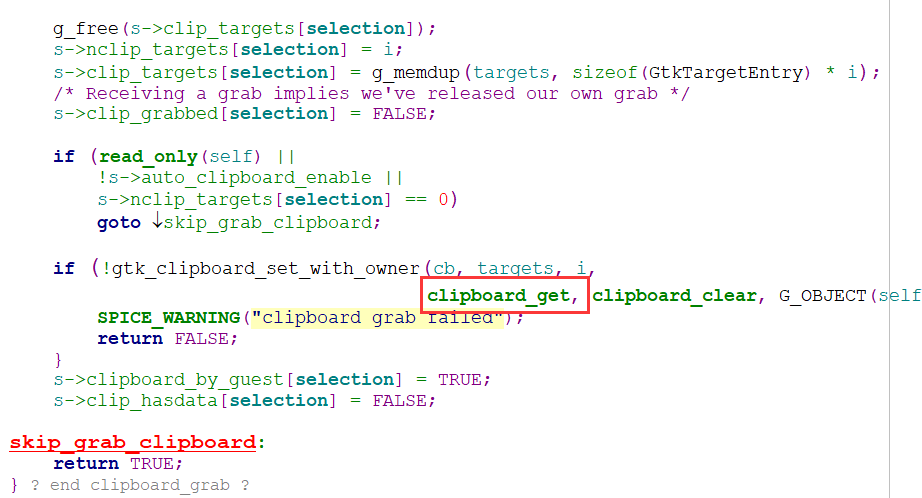 g_free(s->clip_targets[selection]);
s->nclip_targets[selection] = i;
s->clip_targets[selection] = g_memdup(targets, sizeof(GtkTargetEntry) * i);
/* Receiving a grab implies we've released our own grab */
s->clip_grabbed[selection] = FALSE;
if (read_only(self) ||
!s->auto_clipboard_enable ||
s->nclip_targets[selection] == 0)
goto ↓skip_grab_clipboard;
if (!gtk_clipboard_set_with_owner(cb, targets, i,
clipboard_get, clipboard_clear, G_OBJECT(self
SPICE_WARNING("clipboard grab failed");
return FALSE;
}
s->clipboard_by_guest[selection] = TRUE;
s->clip_hasdata[selection] = FALSE;
skip_grab_clipboard:
return TRUE;
} ? end clipboard_grab ?